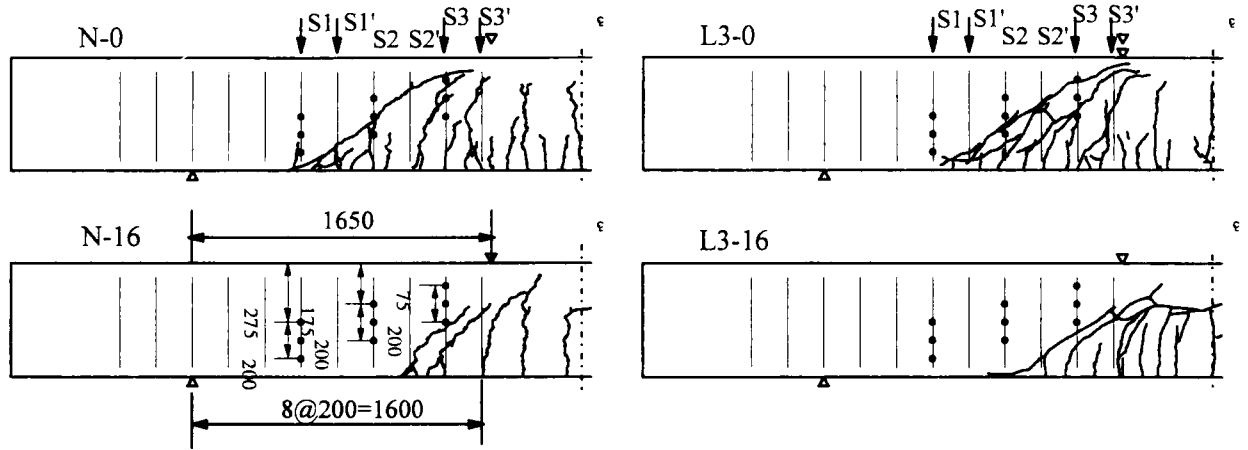 N-0
S1 S1' S2 S2' S3 S3'
L3-0
S1 S1' S2 S2' S3 S3'
N-16
1650
275 200
175 200
75 200
8@200=1600
L3-16